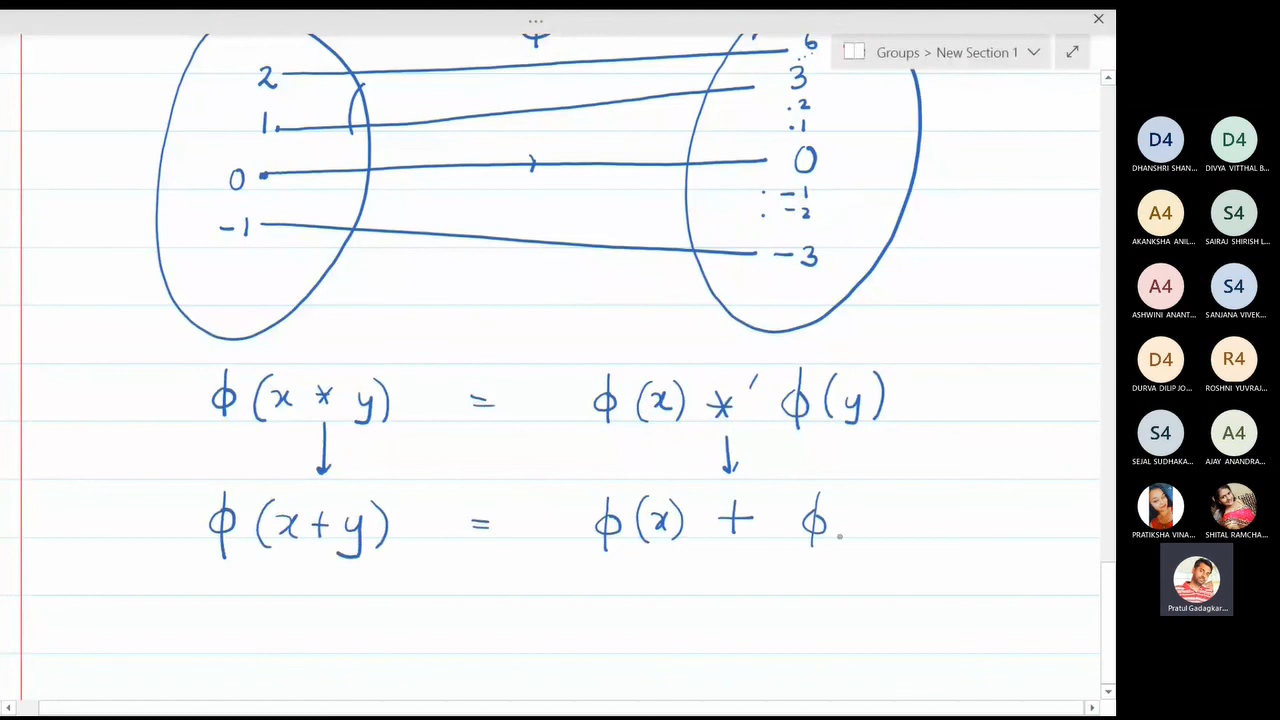 ...
Groups > New Section 1
6
2 3
.2
1 .1
0 0
-1
-2
-1 -3
ϕ (x * y) = ϕ (x) *′ ϕ (y)
ϕ (x+y) = ϕ (x) + ϕ
D4 D4
DHANSHRI SHAN... DIVYA VITTHAL B...
A4 S4
AKANKSHA ANIL... SAIRAJ SHIRISH L...
A4 S4
ASHWINI ANANT... SANJANA VIVEK...
D4 R4
DURVA DILIP JO... ROSHNI YUVRAJ...
S4 A4
SEJAL SUDHAKA... AJAY ANANDRA...
PRATIKSHA VINA... SHITAL RAMCHA...
Pratul Gadagkar...